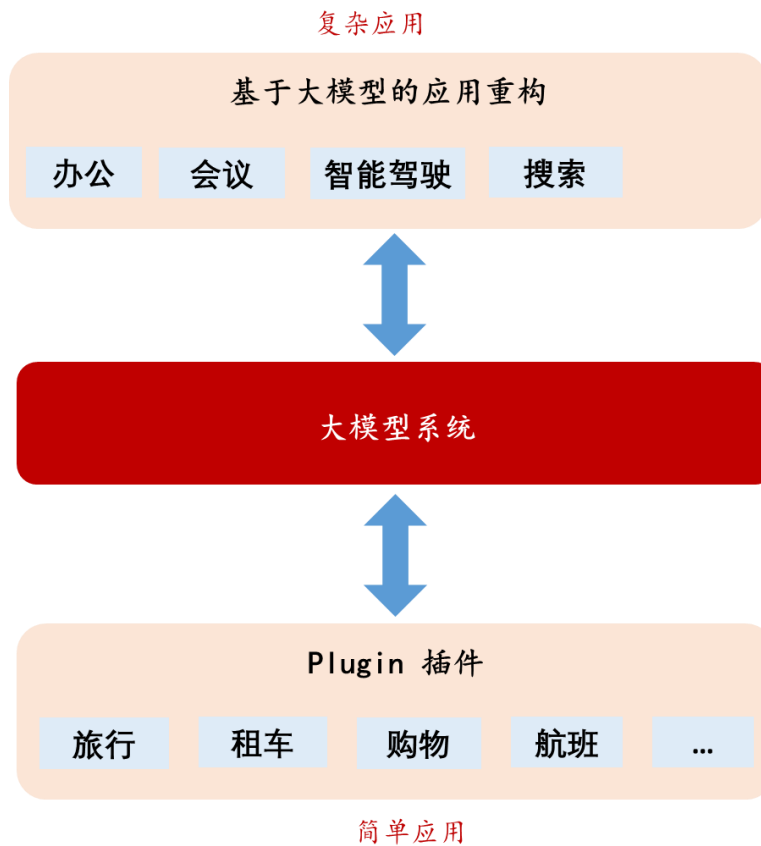 复杂应用
基于大模型的应用重构
办公 会议 智能驾驶 搜索
大模型系统
Plugin 插件
旅行 租车 购物 航班 …
简单应用